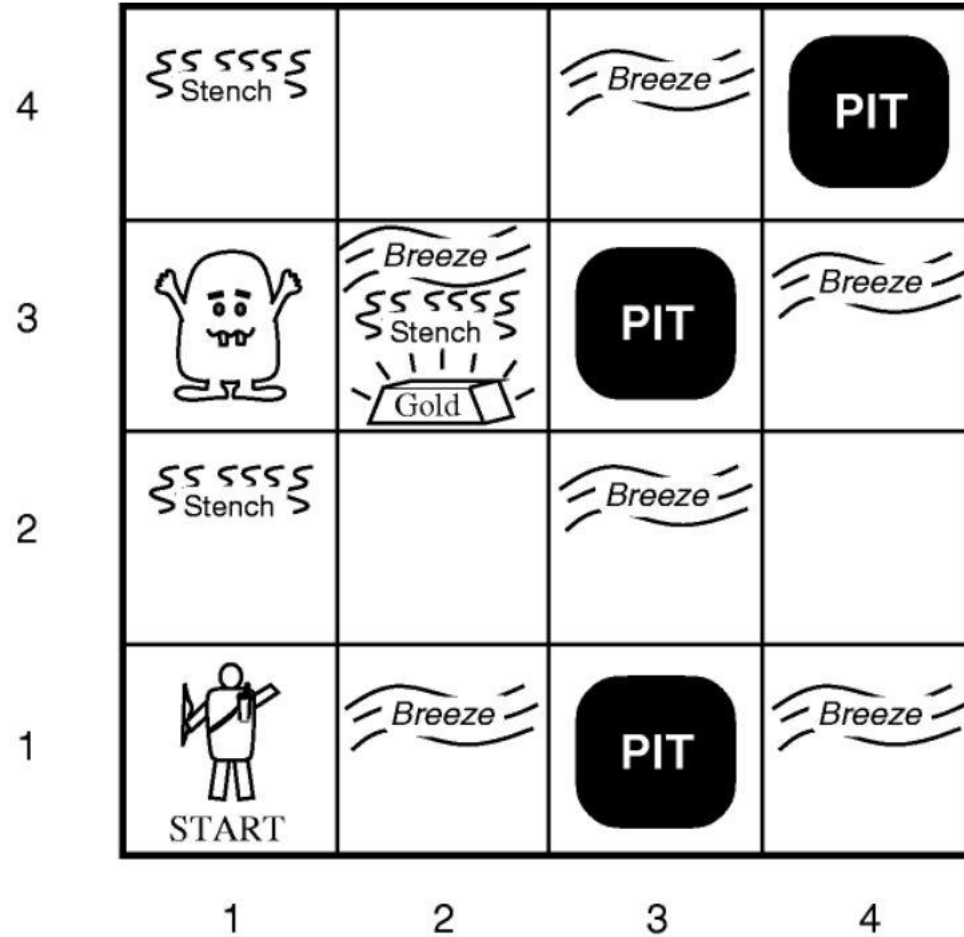 4
Stench
Breeze
PIT
3
Breeze
Stench
Gold
PIT
Breeze
2
Stench
Breeze
1
START
Breeze
PIT
Breeze
1 2 3 4